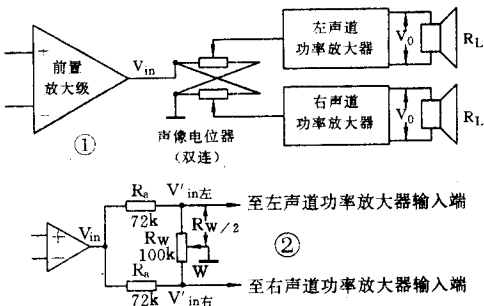 左声道
功率放大器
V₀
R_L
前置
放大级
+
−
V_in
右声道
功率放大器
V₀
R_L
声像电位器
(双连)
①
R_a
72k
V′_in左
至左声道功率放大器输入端
R_W/2
V_in
R_W
100k
W
②
R_a
72k
V′_in右
至右声道功率放大器输入端